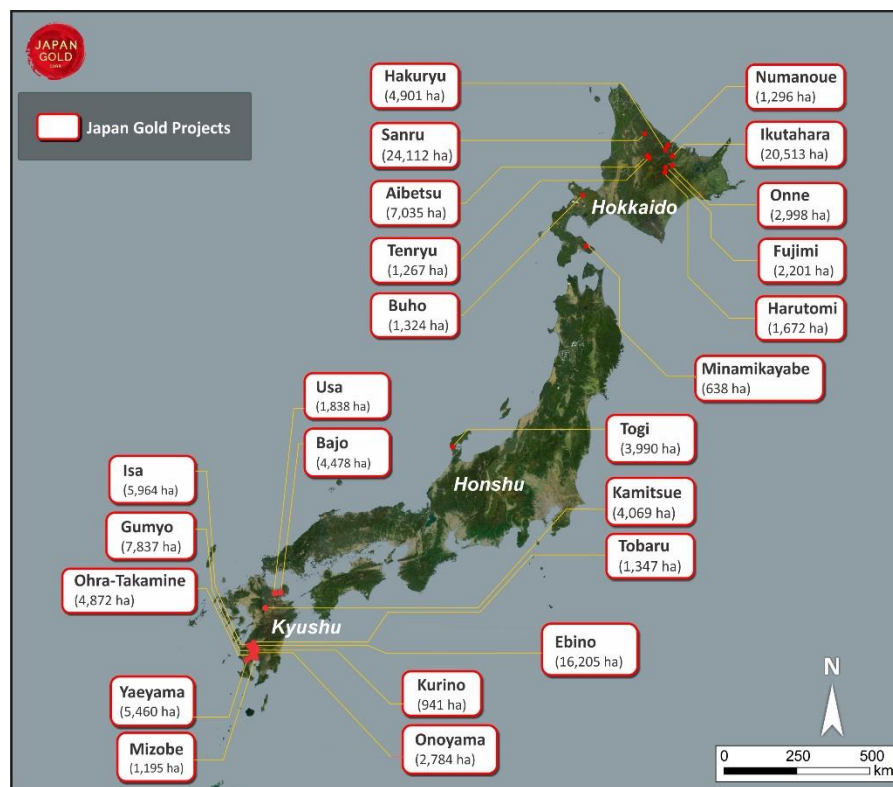 JAPAN
GOLD
Japan Gold Projects
Hakuryu
(4,901 ha)
Sanru
(24,112 ha)
Aibetsu
(7,035 ha)
Tenryu
(1,267 ha)
Buho
(1,324 ha)
Numanoue
(1,296 ha)
Ikutahara
(20,513 ha)
Onne
(2,998 ha)
Fujimi
(2,201 ha)
Harutomi
(1,672 ha)
Minamikayabe
(638 ha)
Hokkaido
Usa
(1,838 ha)
Bajo
(4,478 ha)
Togi
(3,990 ha)
Honshu
Isa
(5,964 ha)
Gumyo
(7,837 ha)
Ohra-Takamine
(4,872 ha)
Kamitsue
(4,069 ha)
Tobaru
(1,347 ha)
Kyushu
Ebino
(16,205 ha)
Yaeyama
(5,460 ha)
Mizobe
(1,195 ha)
Kurino
(941 ha)
Onoyama
(2,784 ha)
N
0 250 500
km